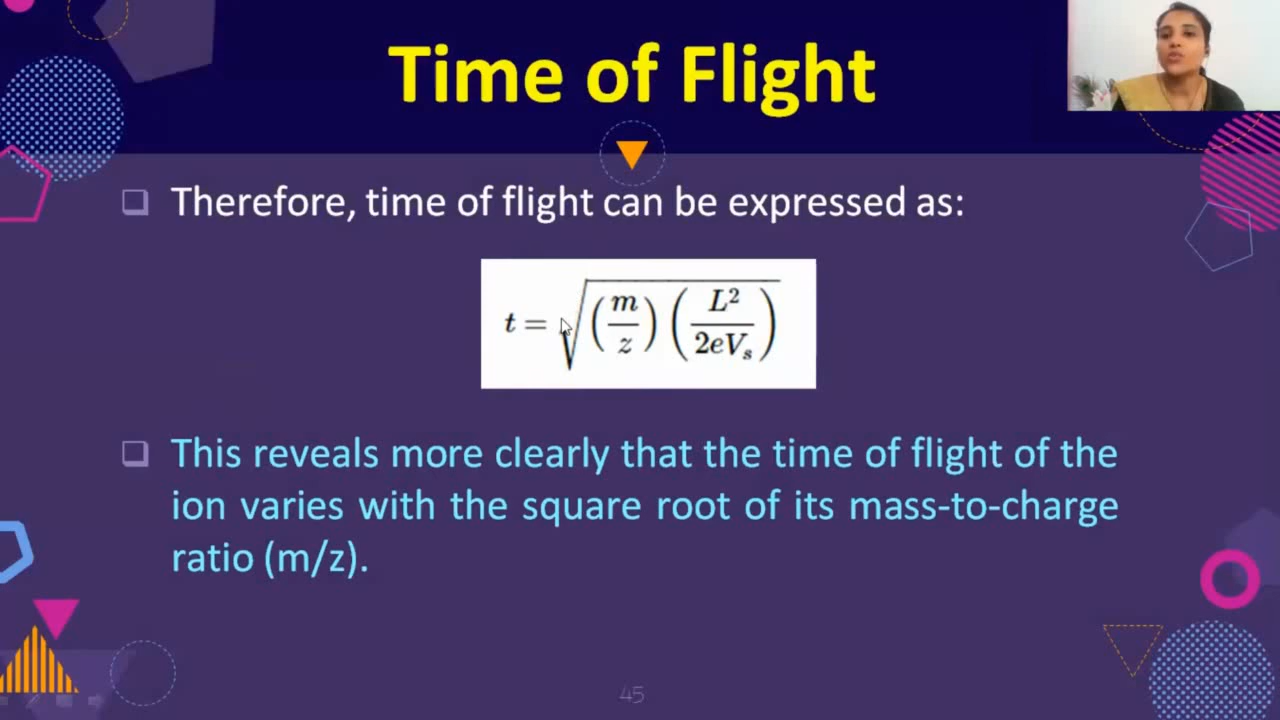 Time of Flight
Therefore, time of flight can be expressed as:
t = √((m/z)(L²/2eVₛ))
This reveals more clearly that the time of flight of the
ion varies with the square root of its mass-to-charge
ratio (m/z).
45